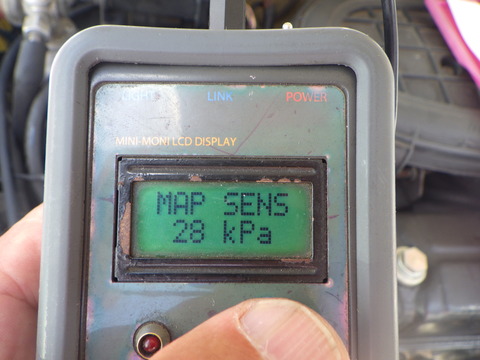 LINK POWER
MINI-MONI LCD DISPLAY
MAP SENS
28 kPa